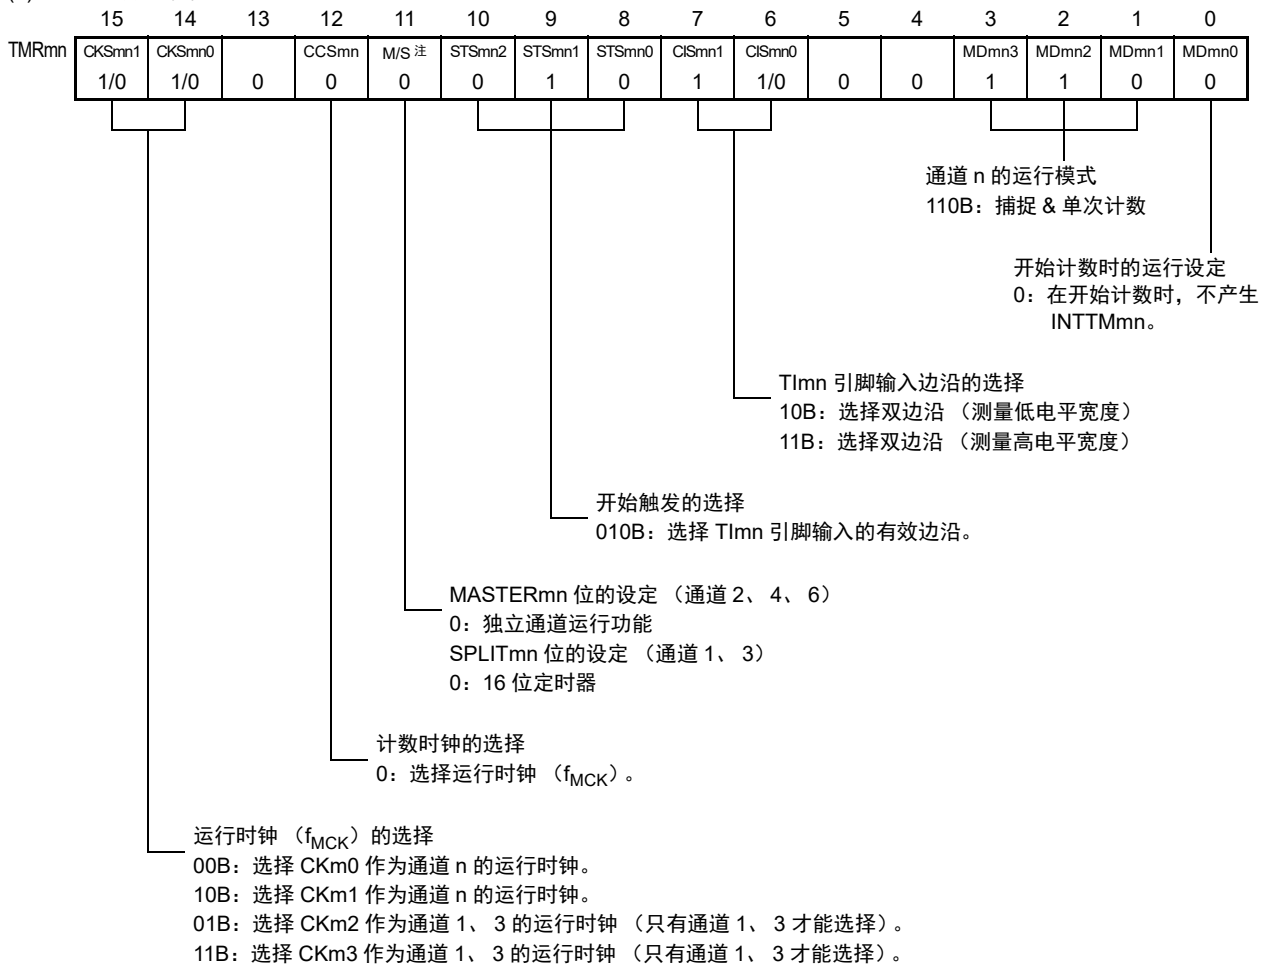 15 14 13 12 11 10 9 8 7 6 5 4 3 2 1 0
TMRmn CKSmn1 CKSmn0 CCSmn M/S 注 STSmn2 STSmn1 STSmn0 CISmn1 CISmn0 MDmn3 MDmn2 MDmn1 MDmn0
1/0 1/0 0 0 0 0 1 0 1 1/0 0 0 1 1 0 0
通道 n 的运行模式
110B：捕捉 & 单次计数
开始计数时的运行设定
0：在开始计数时，不产生
INTTMmn。
TImn 引脚输入边沿的选择
10B：选择双边沿 （测量低电平宽度）
11B：选择双边沿 （测量高电平宽度）
开始触发的选择
010B：选择 TImn 引脚输入的有效边沿。
MASTERmn 位的设定 （通道 2、 4、 6）
0：独立通道运行功能
SPLITmn 位的设定 （通道 1、 3）
0：16 位定时器
计数时钟的选择
0：选择运行时钟 （fMCK）。
运行时钟 （fMCK）的选择
00B：选择 CKm0 作为通道 n 的运行时钟。
10B：选择 CKm1 作为通道 n 的运行时钟。
01B：选择 CKm2 作为通道 1、 3 的运行时钟 （只有通道 1、 3 才能选择）。
11B：选择 CKm3 作为通道 1、 3 的运行时钟 （只有通道 1、 3 才能选择）。